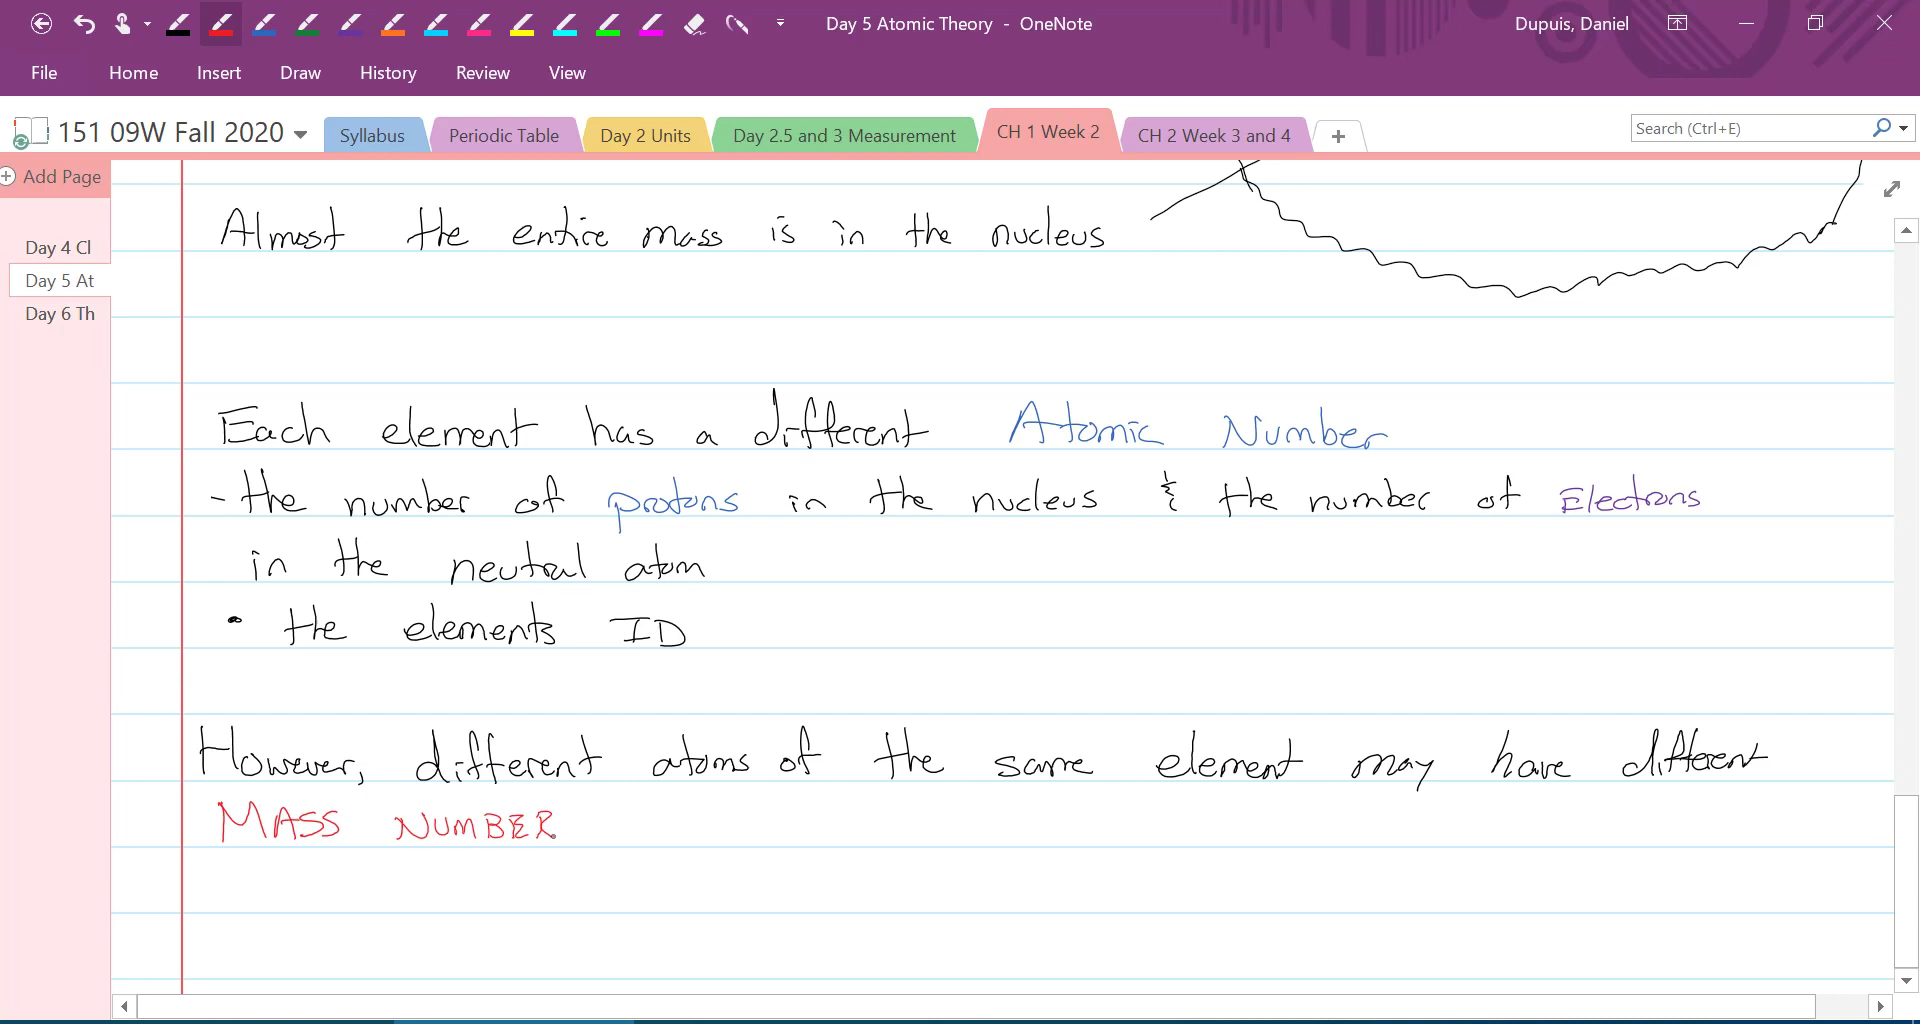 Day 5 Atomic Theory - OneNote
Dupuis, Daniel
File Home Insert Draw History Review View
151 09W Fall 2020
Syllabus
Periodic Table
Day 2 Units
Day 2.5 and 3 Measurement
CH 1 Week 2
CH 2 Week 3 and 4
Search (Ctrl+E)
Add Page
Day 4 Cl
Day 5 At
Day 6 Th
Almost the entire mass is in the nucleus
Each element has a different Atomic Number
- the number of protons in the nucleus & the number of Electrons
in the neutral atom
• the elements ID
However, different atoms of the same element may have different
MASS NUMBER